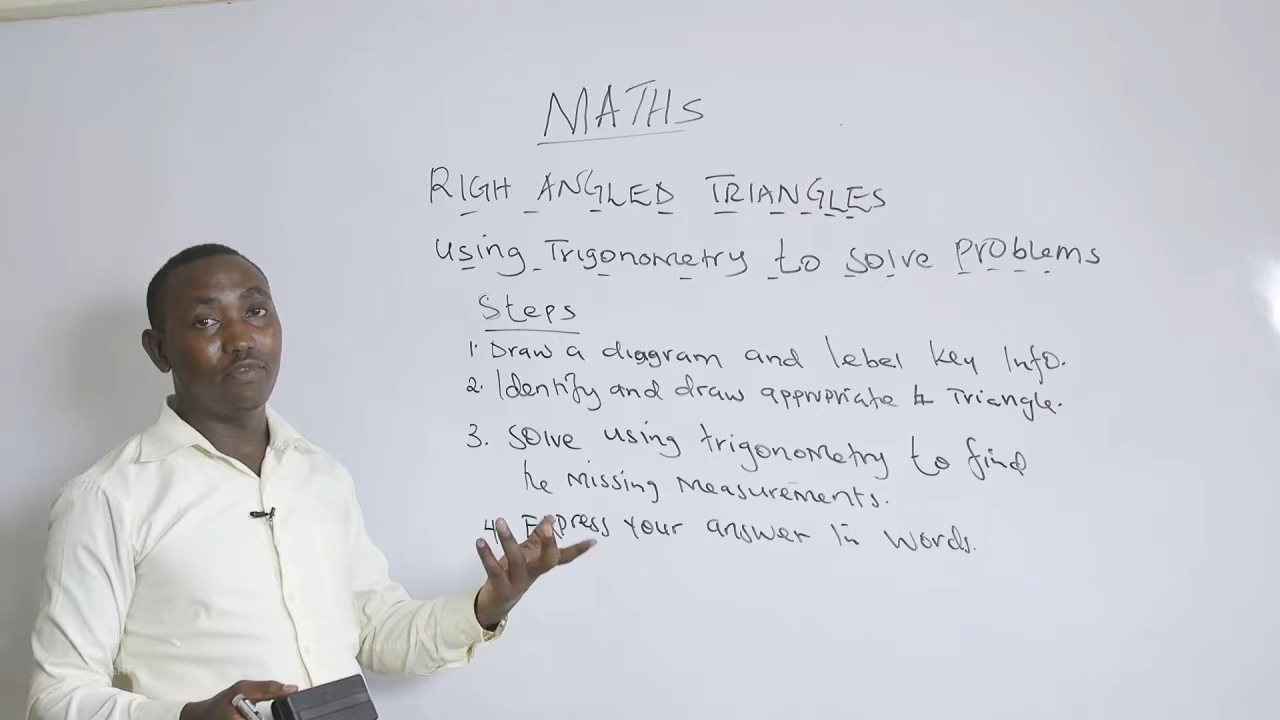 MATHS
RIGH ANGLED TRIANGLES
Using Trigonometry to solve problems
Steps
1. Draw a diagram and lebel key Info.
2. Identify and draw appropriate Triangle.
3. Solve using trigonometry to find
the Missing Measurements.
4. Express your answer in words.